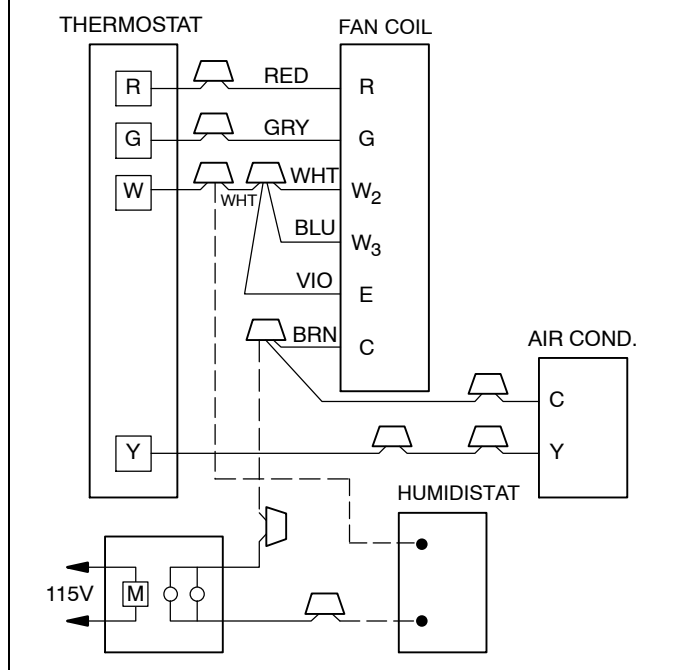 THERMOSTAT
FAN COIL
R RED R
G GRY G
W WHT WHT W2
BLU W3
VIO E
BRN C
AIR COND.
C
Y Y
HUMIDISTAT
115V M